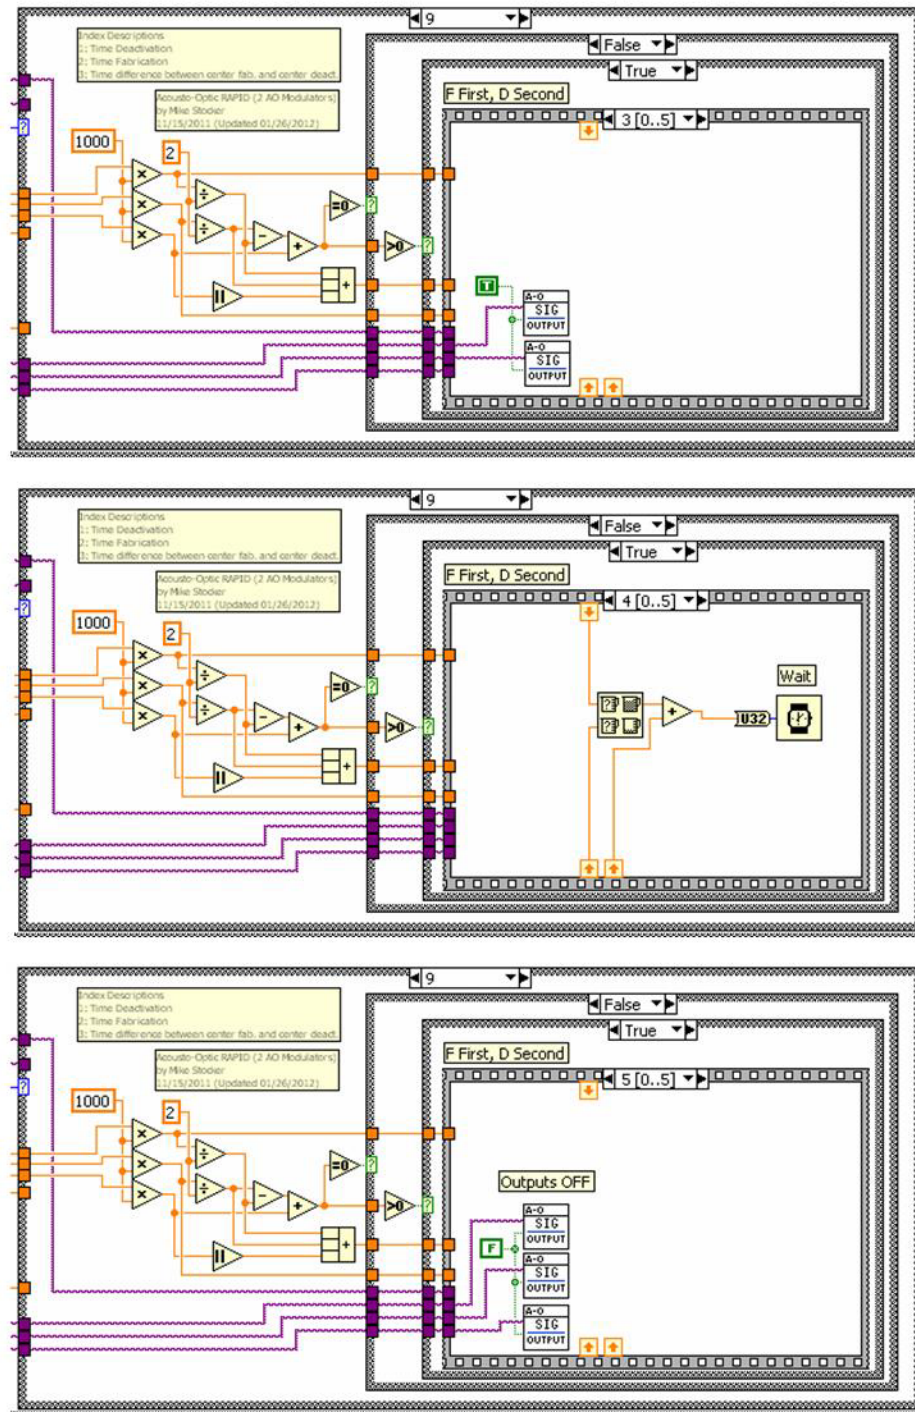 9
Index Descriptions
1: Time Deactivation
2: Time Fabrication
3: Time difference between center fab. and center deact.
False
True
Acousto-Optic RAPID (2 AO Modulators)
by Mike Stocker
11/15/2011 (Updated 01/26/2012)
F First, D Second
3 [0..5]
1000
2
×
÷
×
÷
=0
×
-
+
>0
+
T
A-O
SIG
OUTPUT
A-O
SIG
OUTPUT
9
Index Descriptions
1: Time Deactivation
2: Time Fabrication
3: Time difference between center fab. and center deact.
False
True
Acousto-Optic RAPID (2 AO Modulators)
by Mike Stocker
11/15/2011 (Updated 01/26/2012)
F First, D Second
4 [0..5]
1000
2
×
÷
×
÷
=0
×
-
+
>0
+
Wait
+
U32
9
Index Descriptions
1: Time Deactivation
2: Time Fabrication
3: Time difference between center fab. and center deact.
False
True
Acousto-Optic RAPID (2 AO Modulators)
by Mike Stocker
11/15/2011 (Updated 01/26/2012)
F First, D Second
5 [0..5]
1000
2
×
÷
×
÷
=0
×
-
+
>0
+
Outputs OFF
A-O
SIG
OUTPUT
F
A-O
SIG
OUTPUT
A-O
SIG
OUTPUT